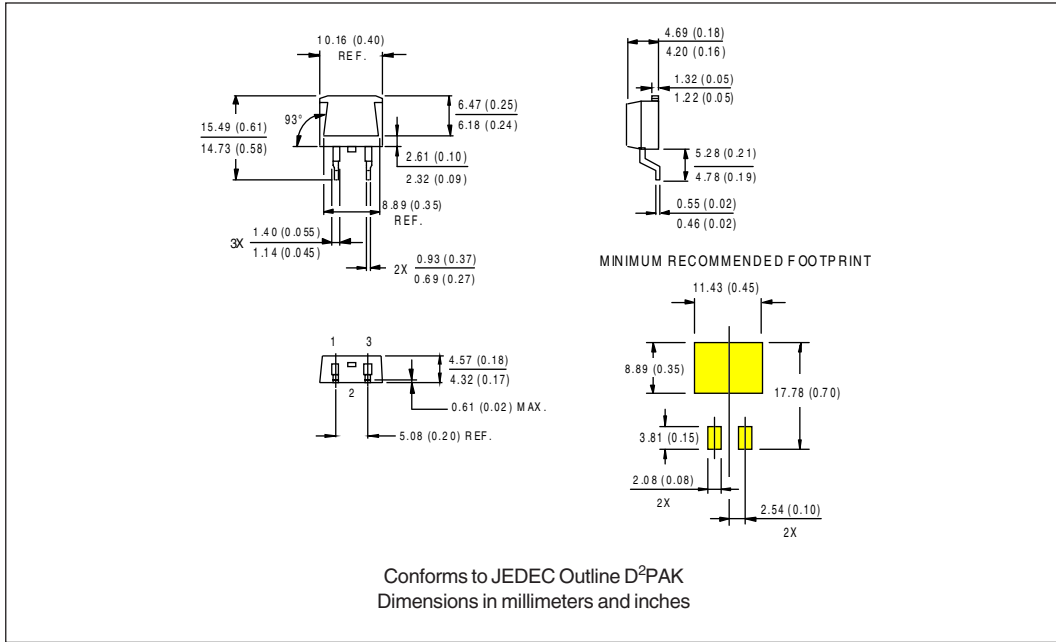 10.16 (0.40)
REF.
4.69 (0.18)
4.20 (0.16)
1.32 (0.05)
1.22 (0.05)
6.47 (0.25)
6.18 (0.24)
93°
15.49 (0.61)
14.73 (0.58)
2.61 (0.10)
2.32 (0.09)
5.28 (0.21)
4.78 (0.19)
8.89 (0.35)
REF.
0.55 (0.02)
0.46 (0.02)
3X
1.40 (0.055)
1.14 (0.045)
2X
0.93 (0.37)
0.69 (0.27)
MINIMUM RECOMMENDED FOOTPRINT
11.43 (0.45)
1 3
2
4.57 (0.18)
4.32 (0.17)
0.61 (0.02) MAX.
5.08 (0.20) REF.
8.89 (0.35)
17.78 (0.70)
3.81 (0.15)
2.08 (0.08)
2X
2.54 (0.10)
2X
Conforms to JEDEC Outline D²PAK
Dimensions in millimeters and inches